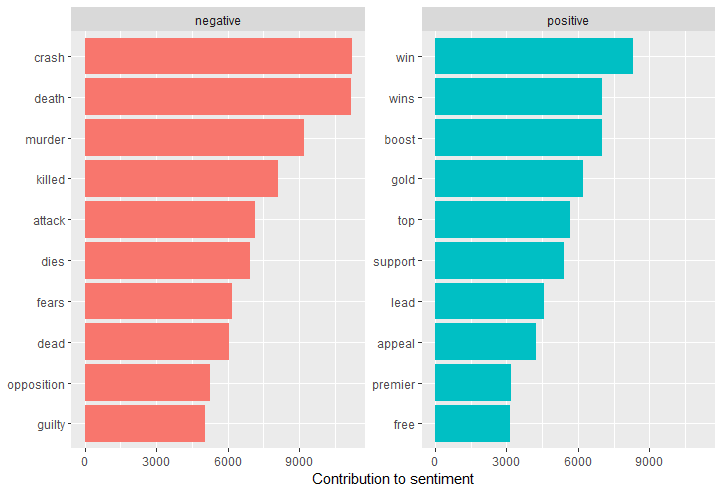 negative
positive
crash
death
murder
killed
attack
dies
fears
dead
opposition
guilty
0 3000 6000 9000
win
wins
boost
gold
top
support
lead
appeal
premier
free
0 3000 6000 9000
Contribution to sentiment